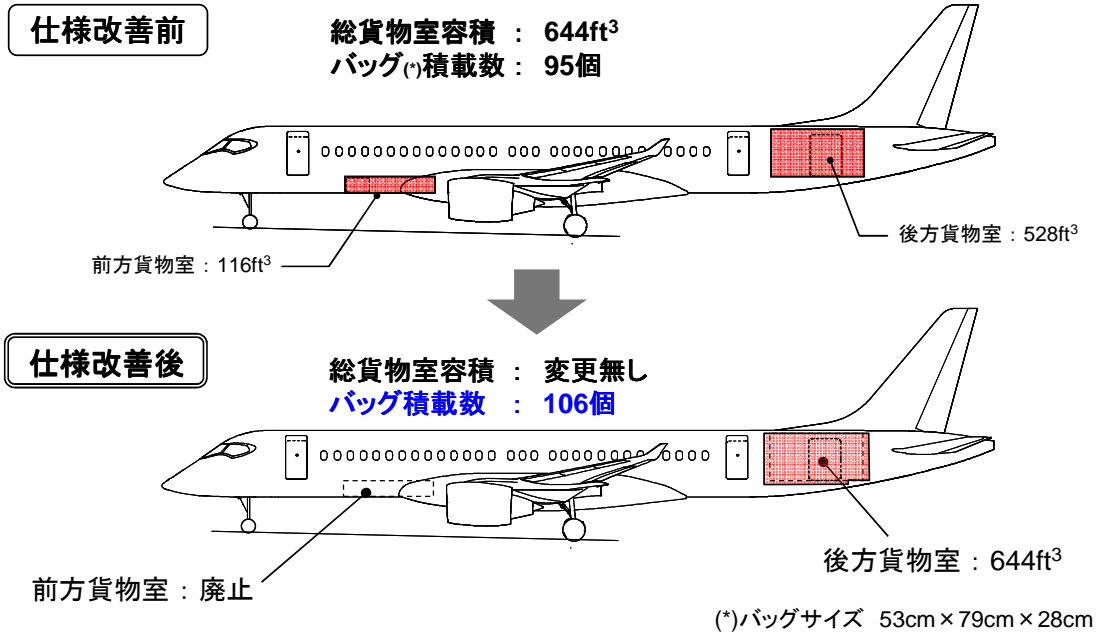 仕様改善前
総貨物室容積 : 644ft³
バッグ(*)積載数 : 95個
後方貨物室 : 528ft³
前方貨物室 : 116ft³
仕様改善後
総貨物室容積 : 変更無し
バッグ積載数 : 106個
後方貨物室 : 644ft³
前方貨物室 : 廃止
(*)バッグサイズ 53cm×79cm×28cm